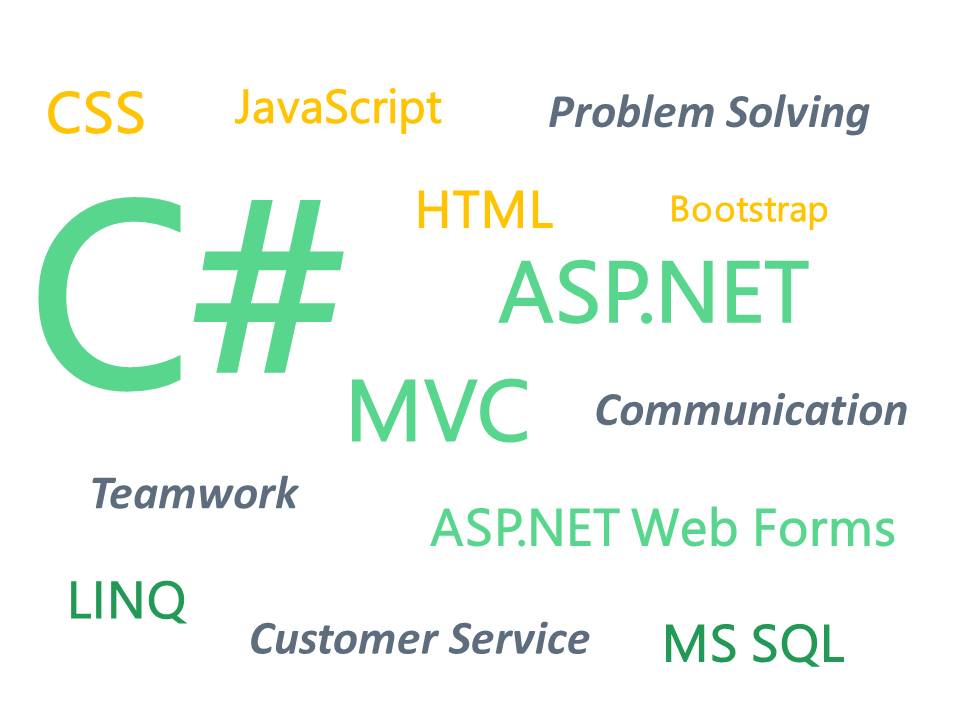 CSS
JavaScript
Problem Solving
C#
HTML
Bootstrap
ASP.NET
MVC
Communication
Teamwork
ASP.NET Web Forms
LINQ
Customer Service
MS SQL